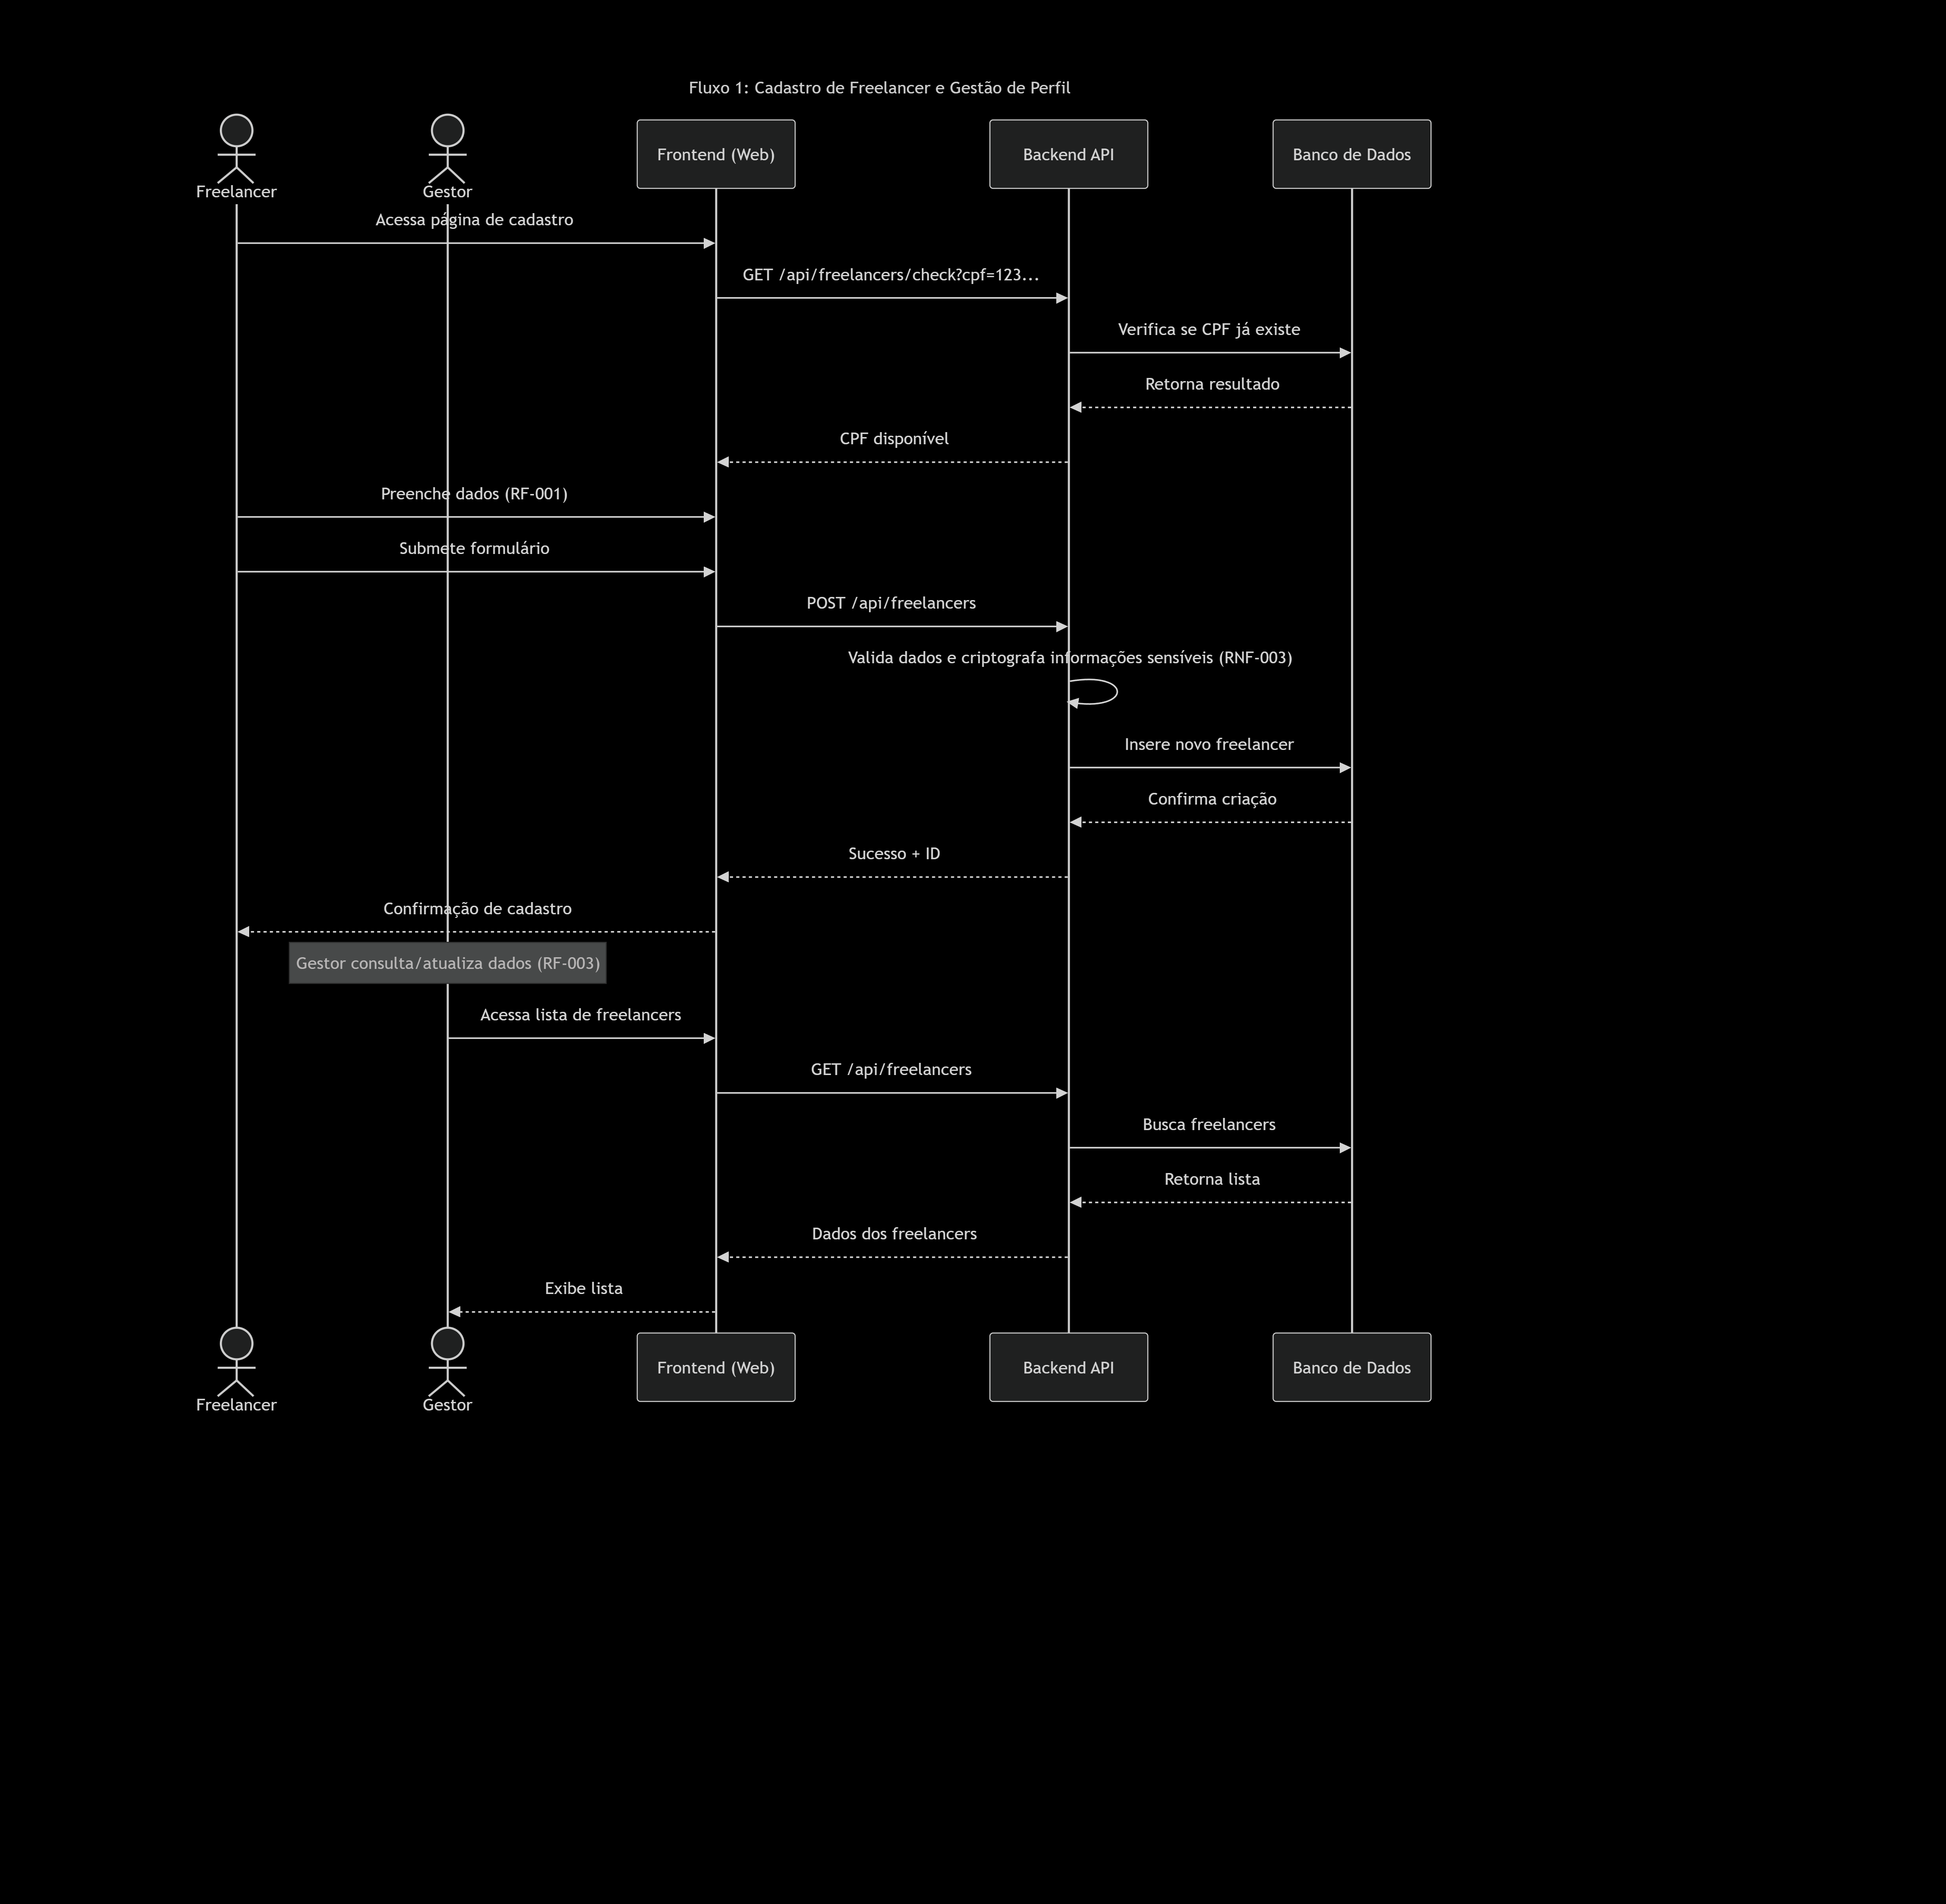 Fluxo 1: Cadastro de Freelancer e Gestão de Perfil
Freelancer
Gestor
Frontend (Web)
Backend API
Banco de Dados
Acessa página de cadastro
GET /api/freelancers/check?cpf=123...
Verifica se CPF já existe
Retorna resultado
CPF disponível
Preenche dados (RF-001)
Submete formulário
POST /api/freelancers
Valida dados e criptografa informações sensíveis (RNF-003)
Insere novo freelancer
Confirma criação
Sucesso + ID
Confirmação de cadastro
Gestor consulta/atualiza dados (RF-003)
Acessa lista de freelancers
GET /api/freelancers
Busca freelancers
Retorna lista
Dados dos freelancers
Exibe lista
Freelancer
Gestor
Frontend (Web)
Backend API
Banco de Dados